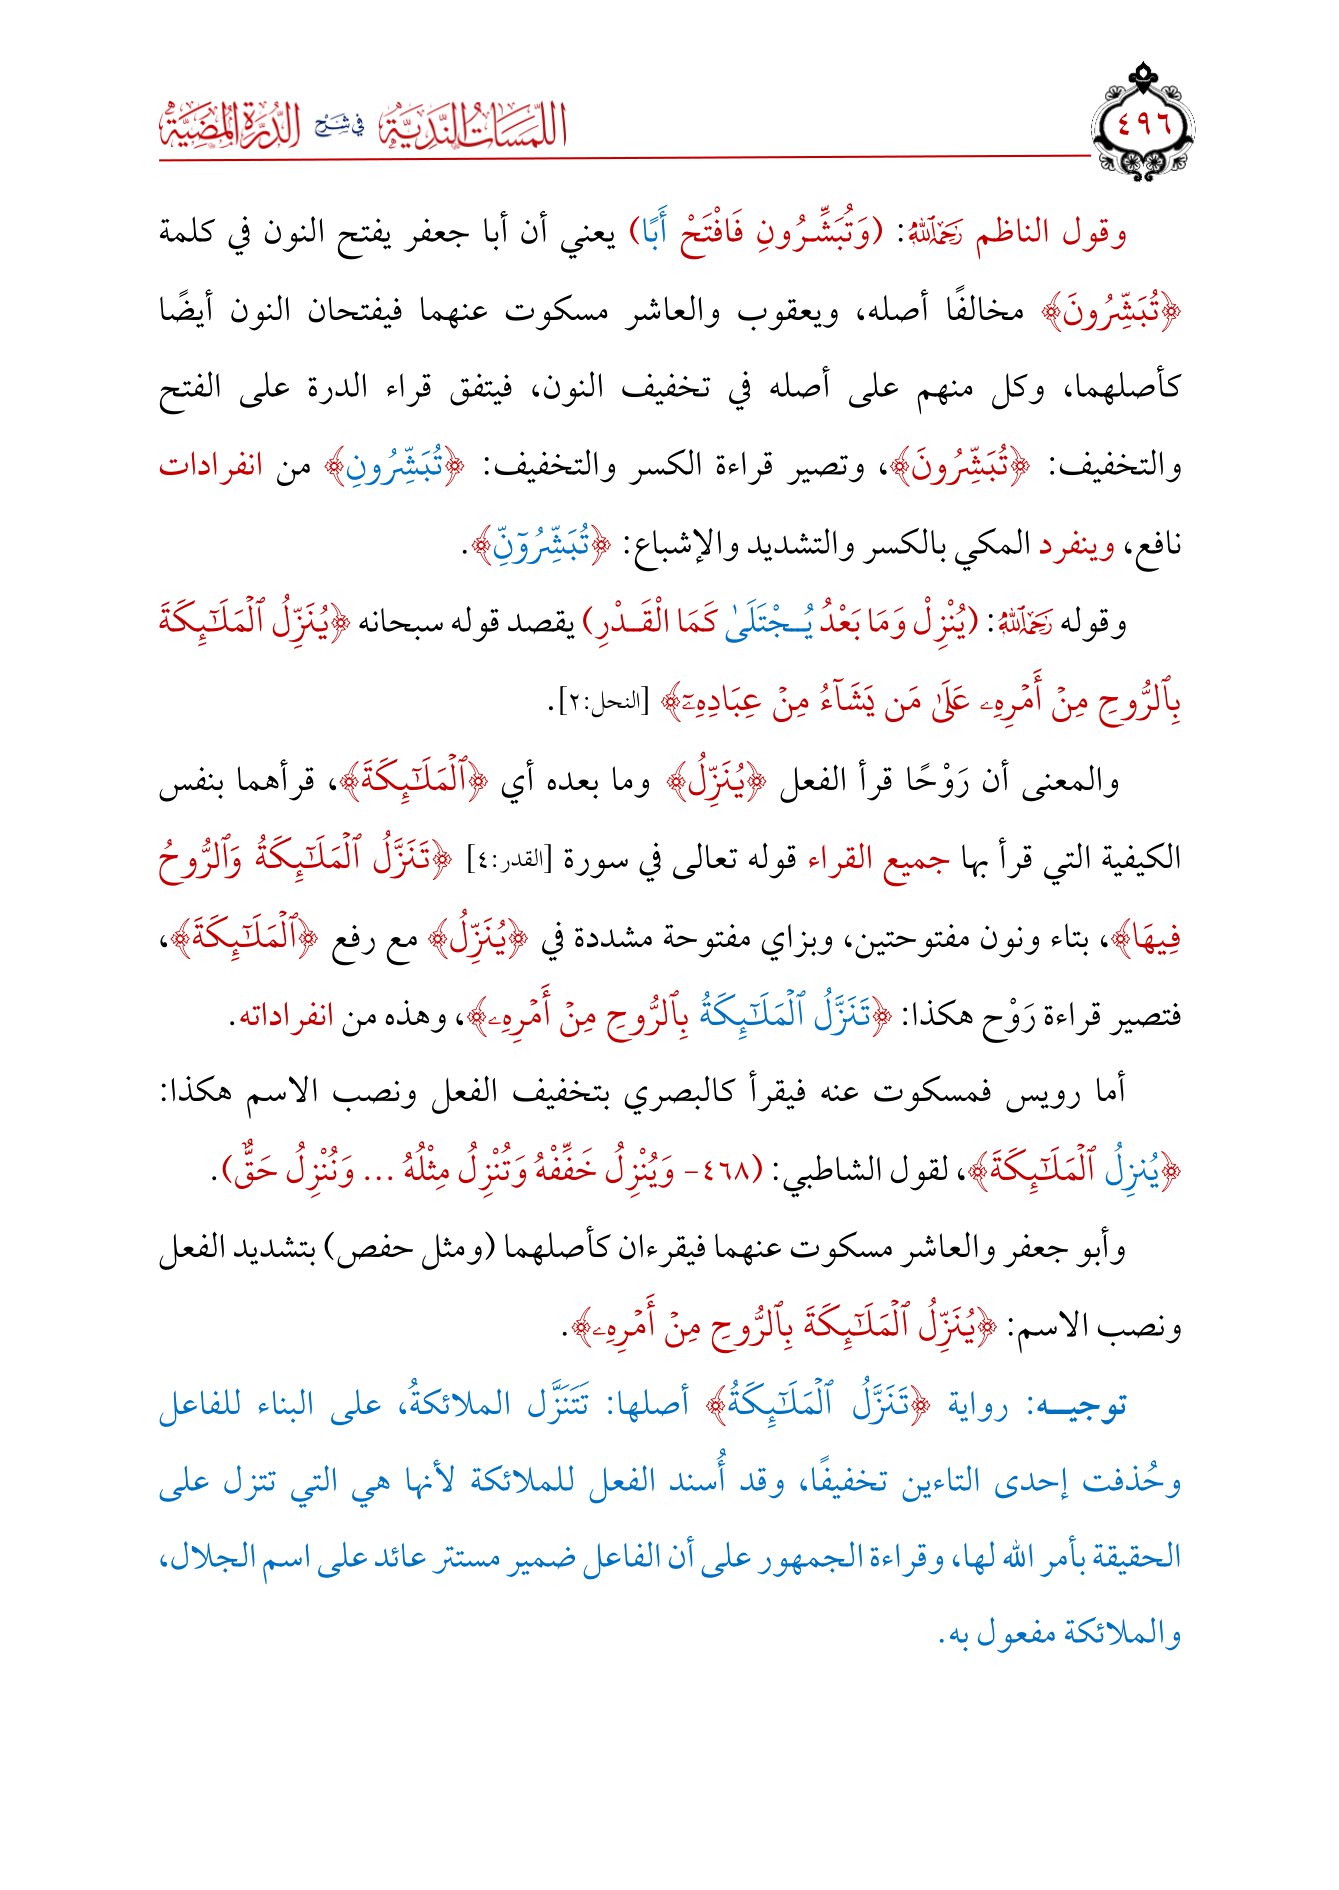 اللمسات الندية في شرح الدرة المضية
٤٩٦
وقول الناظم رَحِمَهُ اللَّهُ: (وَتُبَشِّرُونِ فَافْتَحْ أَبًا) يعني أن أبا جعفر يفتح النون في كلمة
﴿تُبَشِّرُونَ﴾ مخالفًا أصله، ويعقوب والعاشر مسكوت عنهما فيفتحان النون أيضًا
كأصلهما، وكل منهم على أصله في تخفيف النون، فيتفق قراء الدرة على الفتح
والتخفيف: ﴿تُبَشِّرُونَ﴾، وتصير قراءة الكسر والتخفيف: ﴿تُبَشِّرُونِ﴾ من انفرادات
نافع، وينفرد المكي بالكسر والتشديد والإشباع: ﴿تُبَشِّرُوٓنِّ﴾.
وقوله رَحِمَهُ اللَّهُ: (يُنْزِلْ وَمَا بَعْدُ يُـجْتَلَىٰ كَمَا الْقَـدْرِ) يقصد قوله سبحانه ﴿يُنَزِّلُ ٱلْمَلَـٰٓئِكَةَ
بِٱلرُّوحِ مِنْ أَمْرِهِۦ عَلَىٰ مَن يَشَآءُ مِنْ عِبَادِهِۦٓ﴾ [النحل:٢].
والمعنى أن رَوْحًا قرأ الفعل ﴿يُنَزِّلُ﴾ وما بعده أي ﴿ٱلْمَلَـٰٓئِكَةَ﴾، قرأهما بنفس
الكيفية التي قرأ بها جميع القراء قوله تعالى في سورة [القدر:٤] ﴿تَنَزَّلُ ٱلْمَلَـٰٓئِكَةُ وَٱلرُّوحُ
فِيهَا﴾، بتاء ونون مفتوحتين، وبزاي مفتوحة مشددة في ﴿يُنَزِّلُ﴾ مع رفع ﴿ٱلْمَلَـٰٓئِكَةَ﴾،
فتصير قراءة رَوْح هكذا: ﴿تَنَزَّلُ ٱلْمَلَـٰٓئِكَةُ بِٱلرُّوحِ مِنْ أَمْرِهِۦ﴾، وهذه من انفراداته.
أما رويس فمسكوت عنه فيقرأ كالبصري بتخفيف الفعل ونصب الاسم هكذا:
﴿يُنزِلُ ٱلْمَلَـٰٓئِكَةَ﴾، لقول الشاطبي: (٤٦٨- وَيُنْزِلُ خَفِّفْهُ وَتُنْزِلُ مِثْلُهُ ... وَنُنْزِلُ حَقٌّ).
وأبو جعفر والعاشر مسكوت عنهما فيقرءان كأصلهما (ومثل حفص) بتشديد الفعل
ونصب الاسم: ﴿يُنَزِّلُ ٱلْمَلَـٰٓئِكَةَ بِٱلرُّوحِ مِنْ أَمْرِهِۦ﴾.
توجيـــه: رواية ﴿تَنَزَّلُ ٱلْمَلَـٰٓئِكَةُ﴾ أصلها: تَتَنَزَّل الملائكةُ، على البناء للفاعل
وحُذفت إحدى التاءين تخفيفًا، وقد أُسند الفعل للملائكة لأنها هي التي تتنزل على
الحقيقة بأمر الله لها، وقراءة الجمهور على أن الفاعل ضمير مستتر عائد على اسم الجلال،
والملائكة مفعول به.